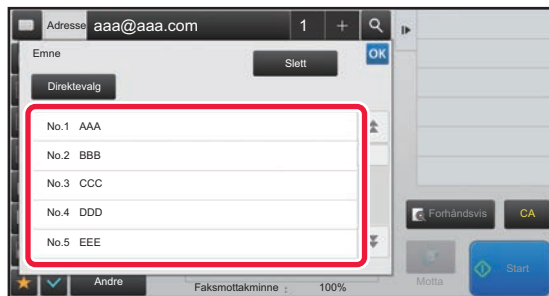 Adresse aaa@aaa.com 1 +
Emne
Slett
OK
Direktevalg
No.1 AAA
No.2 BBB
No.3 CCC
No.4 DDD
No.5 EEE
Forhåndsvis CA
Andre
Faksmottakminne : 100%
Motta
Start